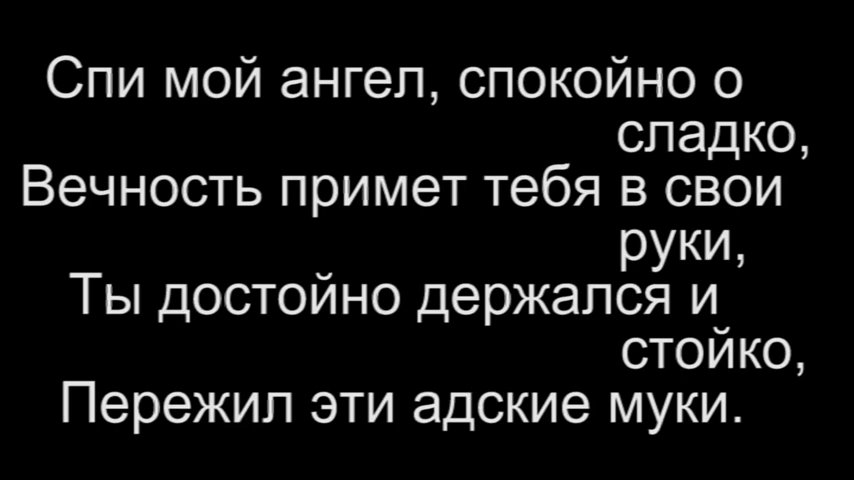 Спи мой ангел, спокойно о
сладко,
Вечность примет тебя в свои
руки,
Ты достойно держался и
стойко,
Пережил эти адские муки.